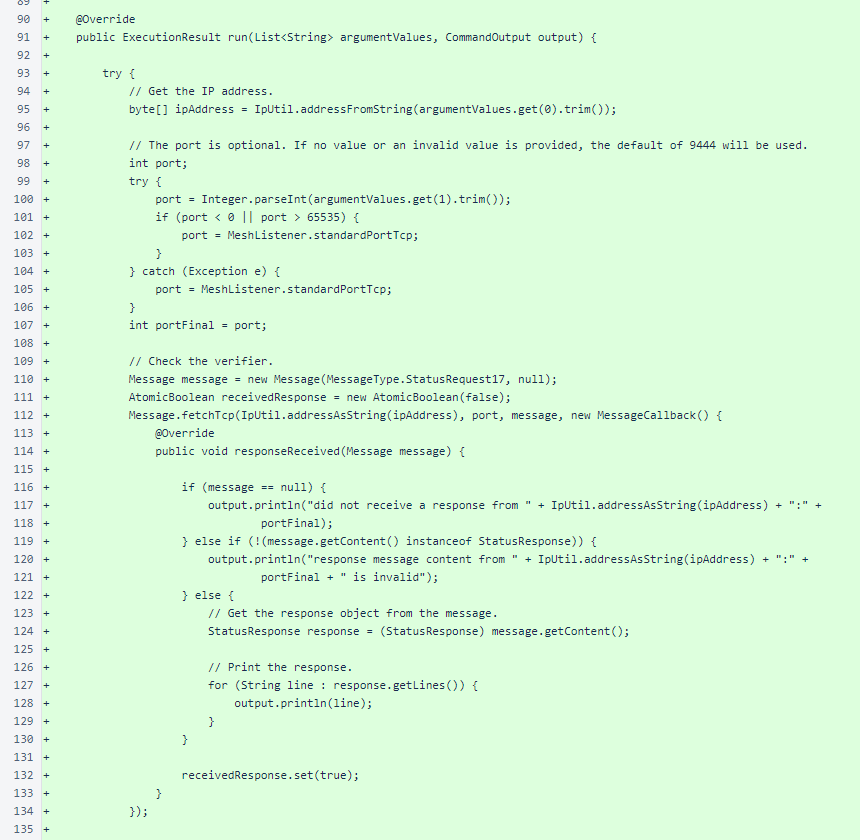 89 +
90 +     @Override
91 +     public ExecutionResult run(List<String> argumentValues, CommandOutput output) {
92 +
93 +         try {
94 +             // Get the IP address.
95 +             byte[] ipAddress = IpUtil.addressFromString(argumentValues.get(0).trim());
96 +
97 +             // The port is optional. If no value or an invalid value is provided, the default of 9444 will be used.
98 +             int port;
99 +             try {
100 +                 port = Integer.parseInt(argumentValues.get(1).trim());
101 +                 if (port < 0 || port > 65535) {
102 +                     port = MeshListener.standardPortTcp;
103 +                 }
104 +             } catch (Exception e) {
105 +                 port = MeshListener.standardPortTcp;
106 +             }
107 +             int portFinal = port;
108 +
109 +             // Check the verifier.
110 +             Message message = new Message(MessageType.StatusRequest17, null);
111 +             AtomicBoolean receivedResponse = new AtomicBoolean(false);
112 +             Message.fetchTcp(IpUtil.addressAsString(ipAddress), port, message, new MessageCallback() {
113 +                 @Override
114 +                 public void responseReceived(Message message) {
115 +
116 +                     if (message == null) {
117 +                         output.println("did not receive a response from " + IpUtil.addressAsString(ipAddress) + ":" +
118 +                                 portFinal);
119 +                     } else if (!(message.getContent() instanceof StatusResponse)) {
120 +                         output.println("response message content from " + IpUtil.addressAsString(ipAddress) + ":" +
121 +                                 portFinal + " is invalid");
122 +                     } else {
123 +                         // Get the response object from the message.
124 +                         StatusResponse response = (StatusResponse) message.getContent();
125 +
126 +                         // Print the response.
127 +                         for (String line : response.getLines()) {
128 +                             output.println(line);
129 +                         }
130 +                     }
131 +
132 +                     receivedResponse.set(true);
133 +                 }
134 +             });
135 +